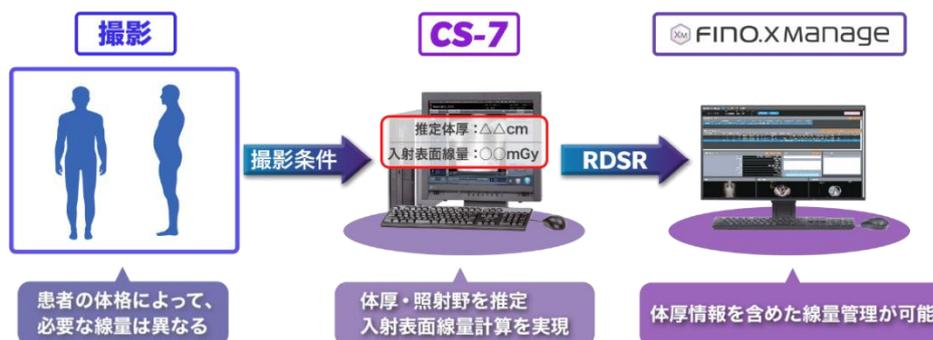 撮影
CS-7
XM FINO.XManage
推定体厚：△△cm
入射表面線量：○○mGy
撮影条件
RDSR
患者の体格によって、
必要な線量は異なる
体厚・照射野を推定
入射表面線量計算を実現
体厚情報を含めた線量管理が可能